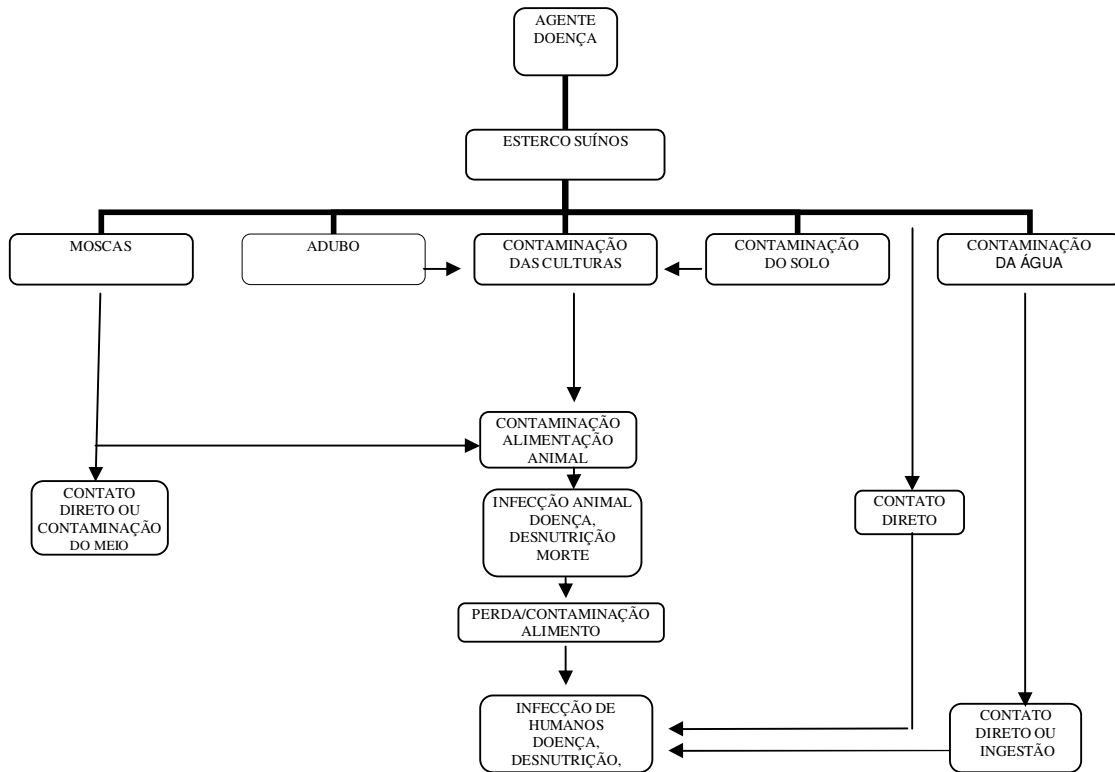 AGENTE
DOENÇA
ESTERCO SUÍNOS
MOSCAS
ADUBO
CONTAMINAÇÃO
DAS CULTURAS
CONTAMINAÇÃO
DO SOLO
CONTAMINAÇÃO
DA ÁGUA
CONTAMINAÇÃO
ALIMENTAÇÃO
ANIMAL
CONTATO
DIRETO OU
CONTAMINAÇÃO
DO MEIO
INFECÇÃO ANIMAL
DOENÇA,
DESNUTRIÇÃO
MORTE
CONTATO
DIRETO
PERDA/CONTAMINAÇÃO
ALIMENTO
INFECÇÃO DE
HUMANOS
DOENÇA,
DESNUTRIÇÃO,
CONTATO
DIRETO OU
INGESTÃO